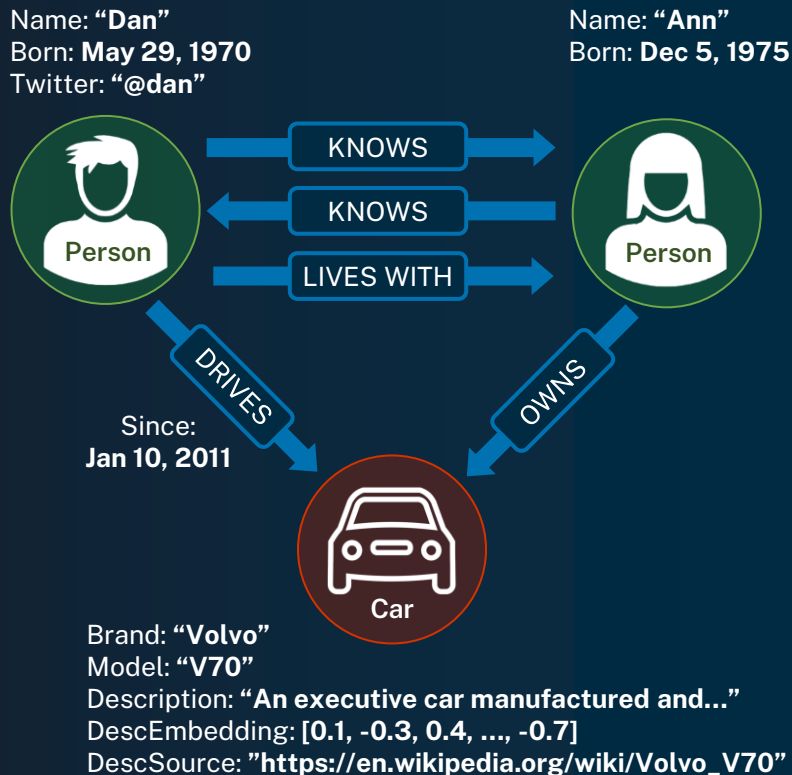 Name: “Dan”
Born: May 29, 1970
Twitter: “@dan”
Name: “Ann”
Born: Dec 5, 1975
KNOWS
KNOWS
LIVES WITH
Person
Person
DRIVES
OWNS
Since:
Jan 10, 2011
Car
Brand: “Volvo”
Model: “V70”
Description: “An executive car manufactured and...”
DescEmbedding: [0.1, -0.3, 0.4, ..., -0.7]
DescSource: ”https://en.wikipedia.org/wiki/Volvo_V70”